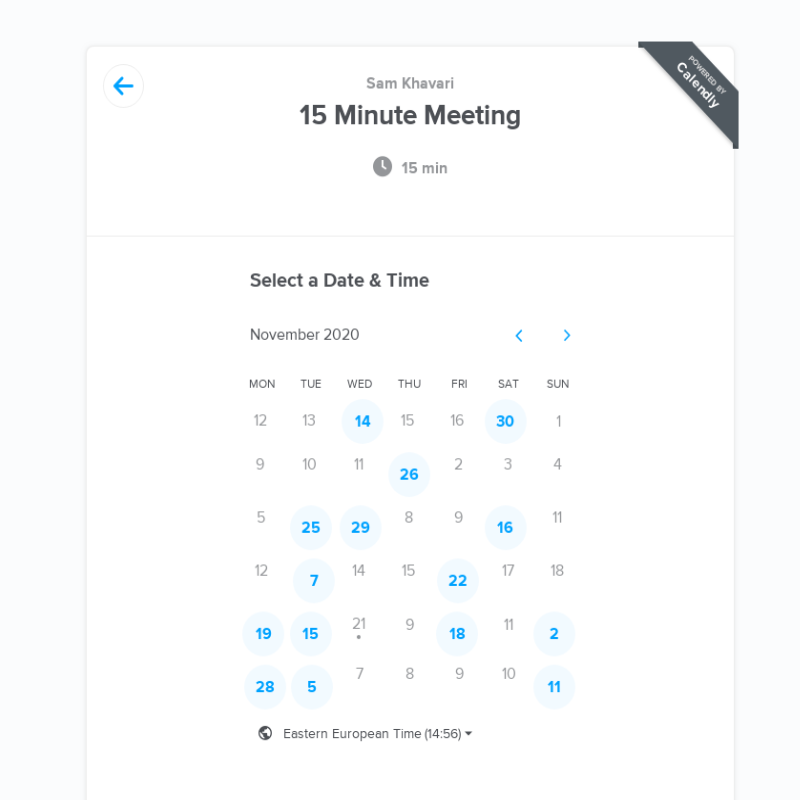 Sam Khavari
15 Minute Meeting
15 min
POWERED BY
Calendly
Select a Date & Time
November 2020
MON TUE WED THU FRI SAT SUN
12 13 14 15 16 30 1
9 10 11 26 2 3 4
5 25 29 8 9 16 11
12 7 14 15 22 17 18
19 15 21 9 18 11 2
28 5 7 8 9 10 11
Eastern European Time (14:56)